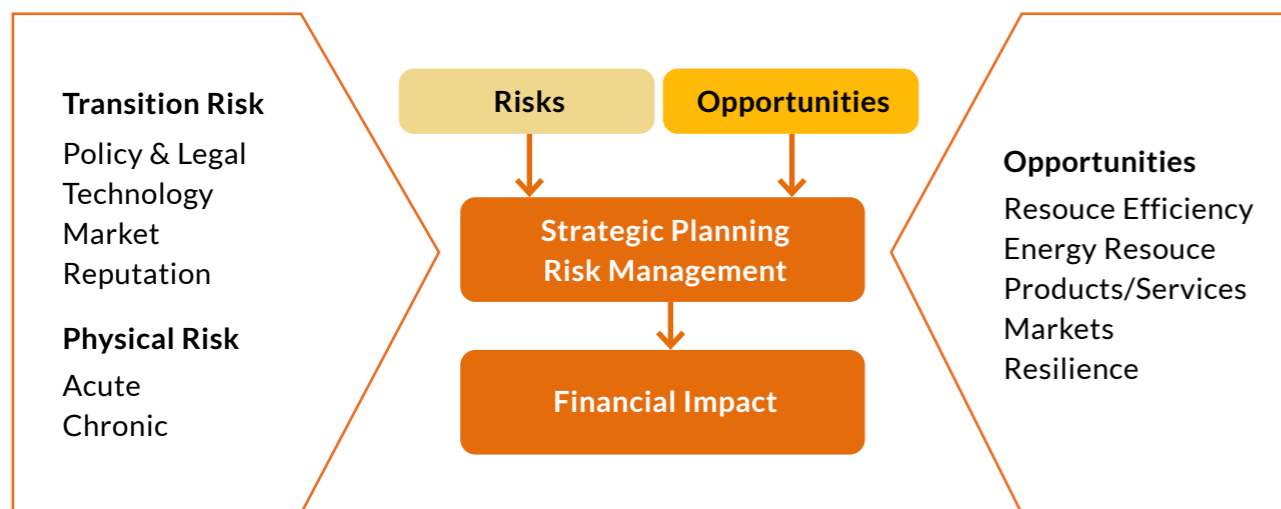 Transition Risk
Policy & Legal
Technology
Market
Reputation
Physical Risk
Acute
Chronic
Risks
Opportunities
Strategic Planning
Risk Management
Financial Impact
Opportunities
Resouce Efficiency
Energy Resouce
Products/Services
Markets
Resilience